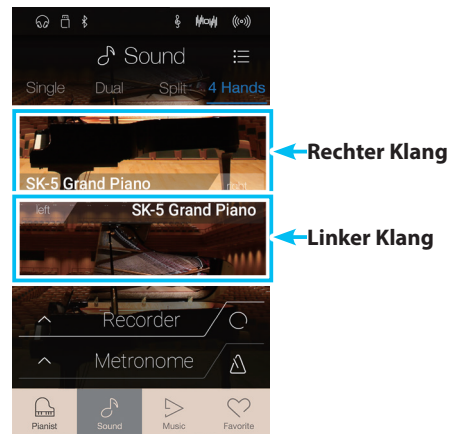 Sound
Single Dual Split 4 Hands
SK-5 Grand Piano right
Rechter Klang
left SK-5 Grand Piano
Linker Klang
Recorder
Metronome
Pianist Sound Music Favorite